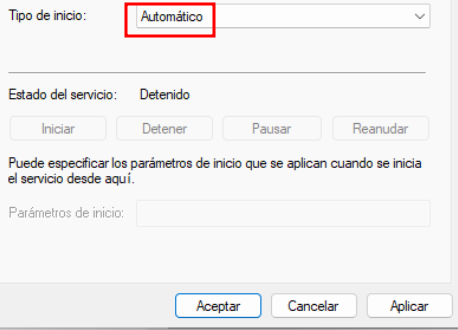 Tipo de inicio: Automático
Estado del servicio: Detenido
Iniciar Detener Pausar Reanudar
Puede especificar los parámetros de inicio que se aplican cuando se inicia
el servicio desde aquí.
Parámetros de inicio:
Aceptar Cancelar Aplicar